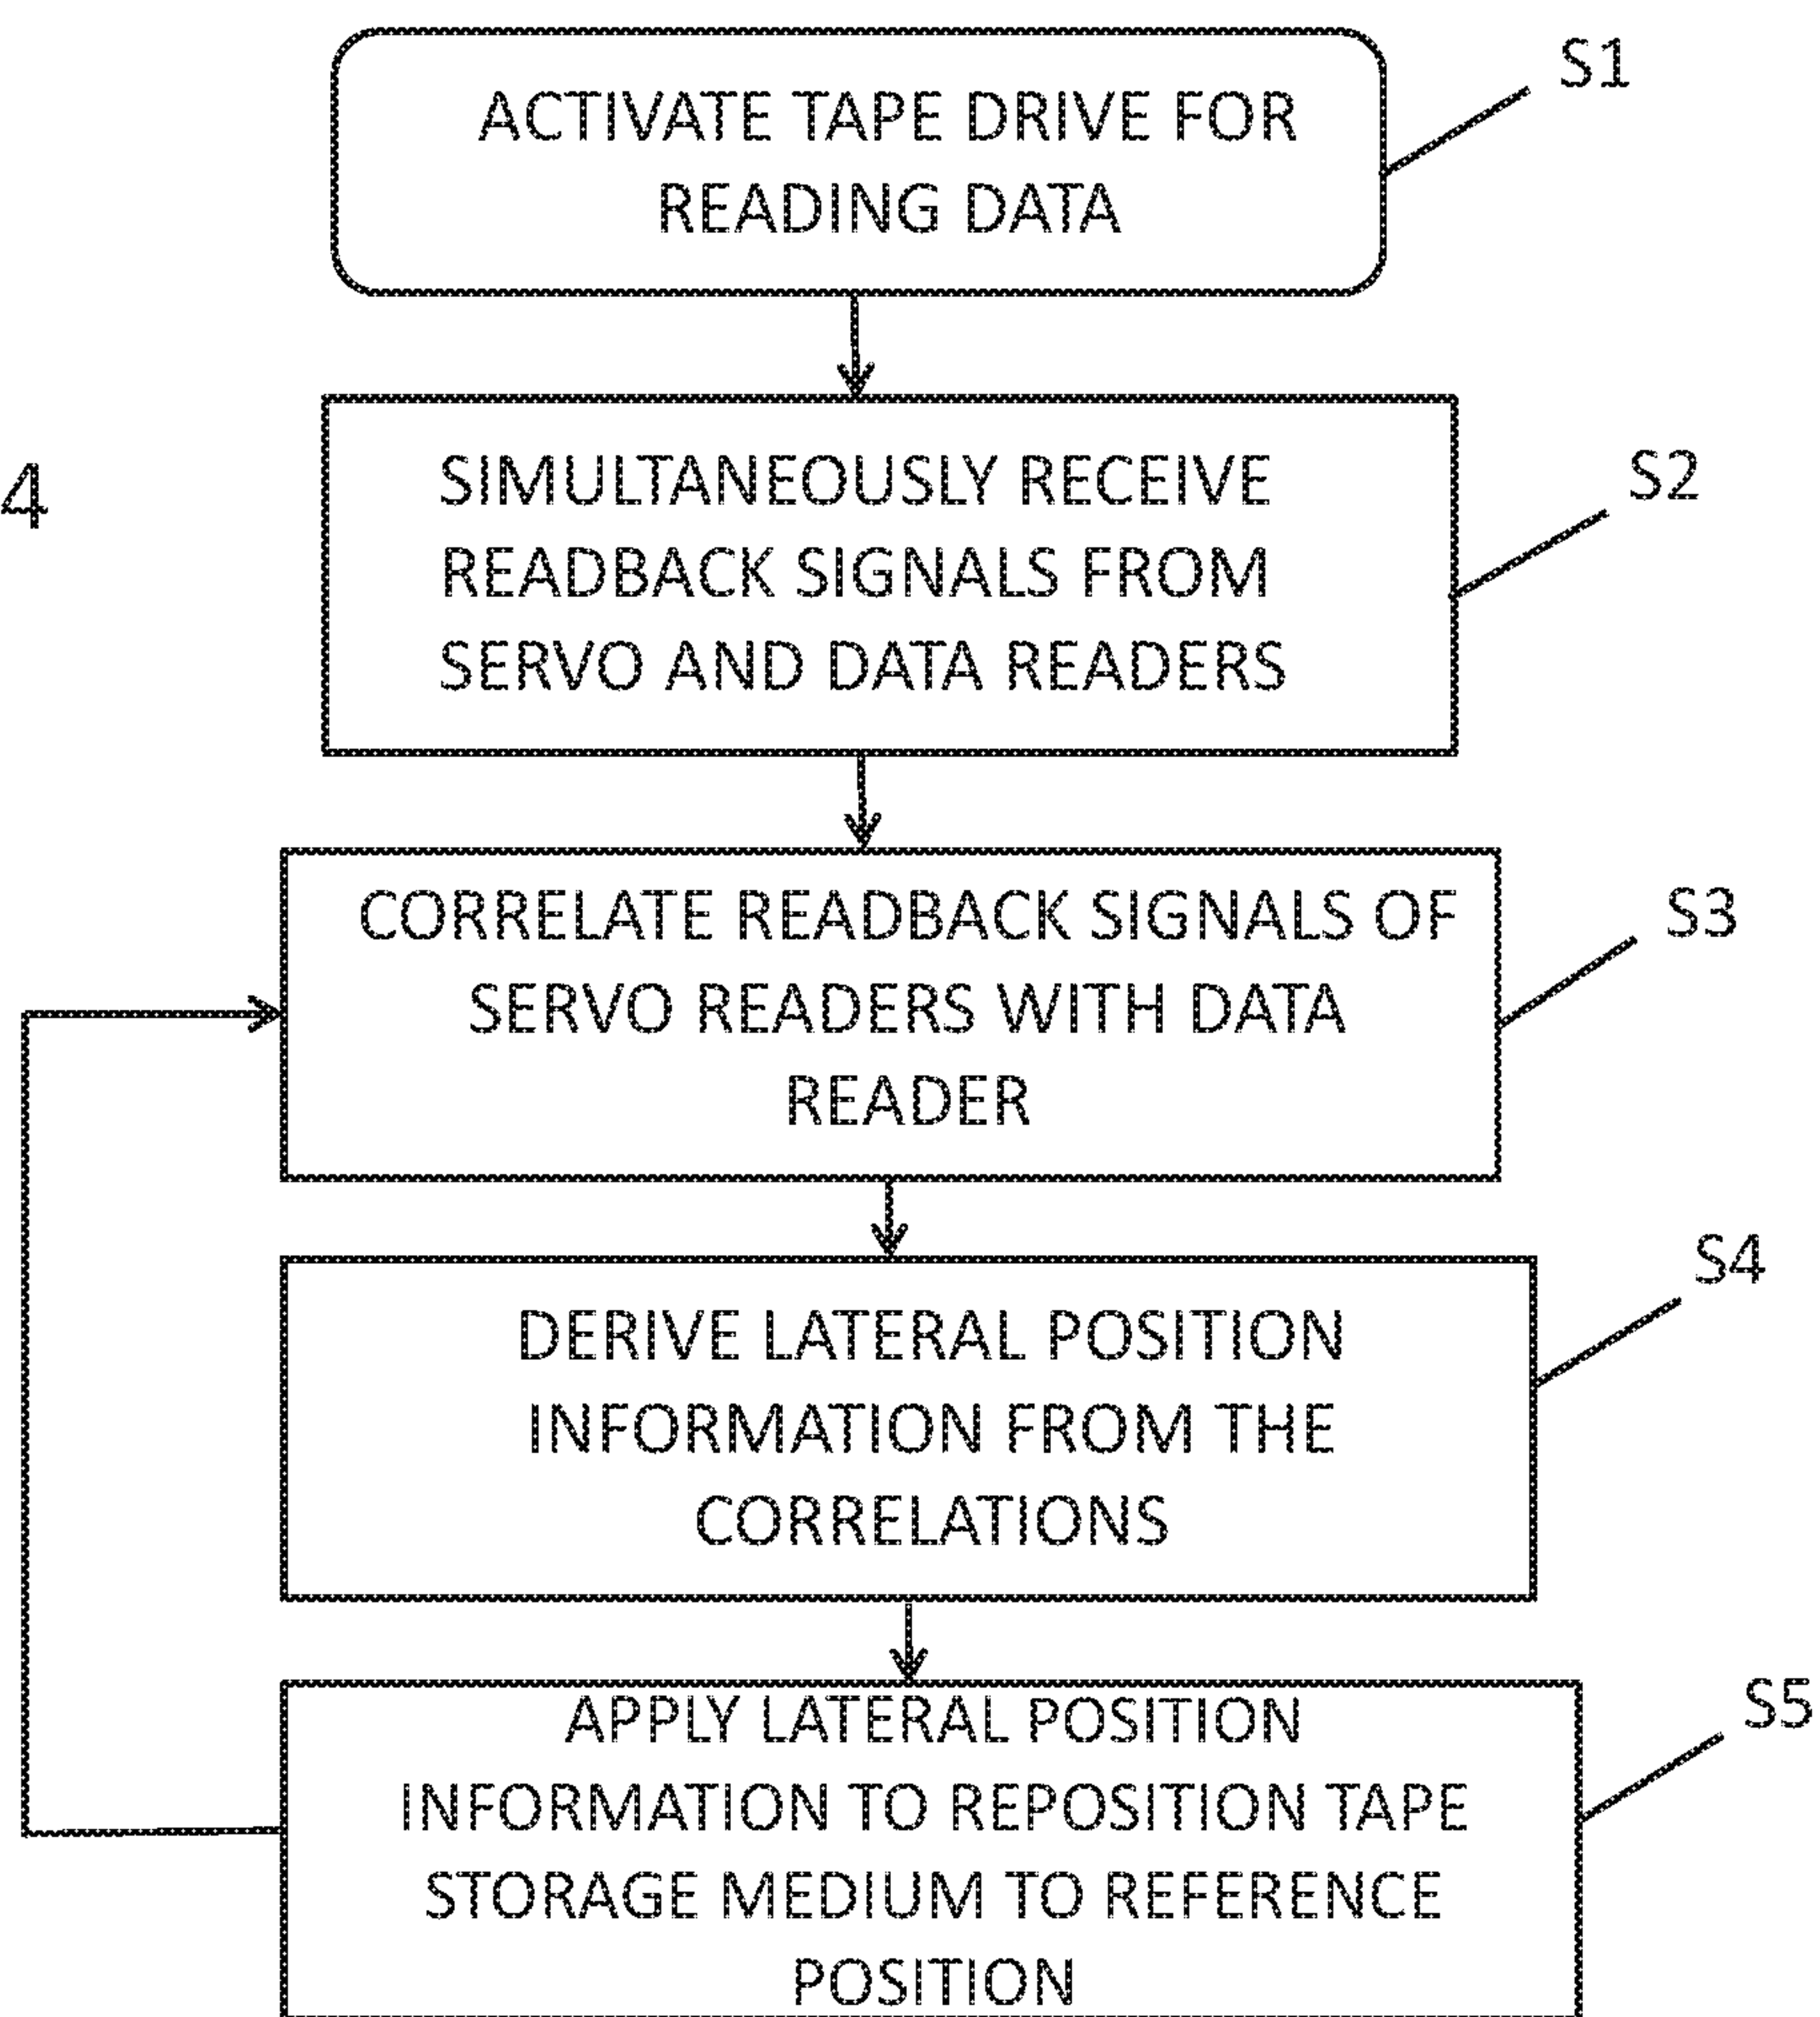 ACTIVATE TAPE DRIVE FOR
READING DATA
S1
4
SIMULTANEOUSLY RECEIVE
READBACK SIGNALS FROM
SERVO AND DATA READERS
S2
CORRELATE READBACK SIGNALS OF
SERVO READERS WITH DATA
READER
S3
DERIVE LATERAL POSITION
INFORMATION FROM THE
CORRELATIONS
S4
APPLY LATERAL POSITION
INFORMATION TO REPOSITION TAPE
STORAGE MEDIUM TO REFERENCE
POSITION
S5